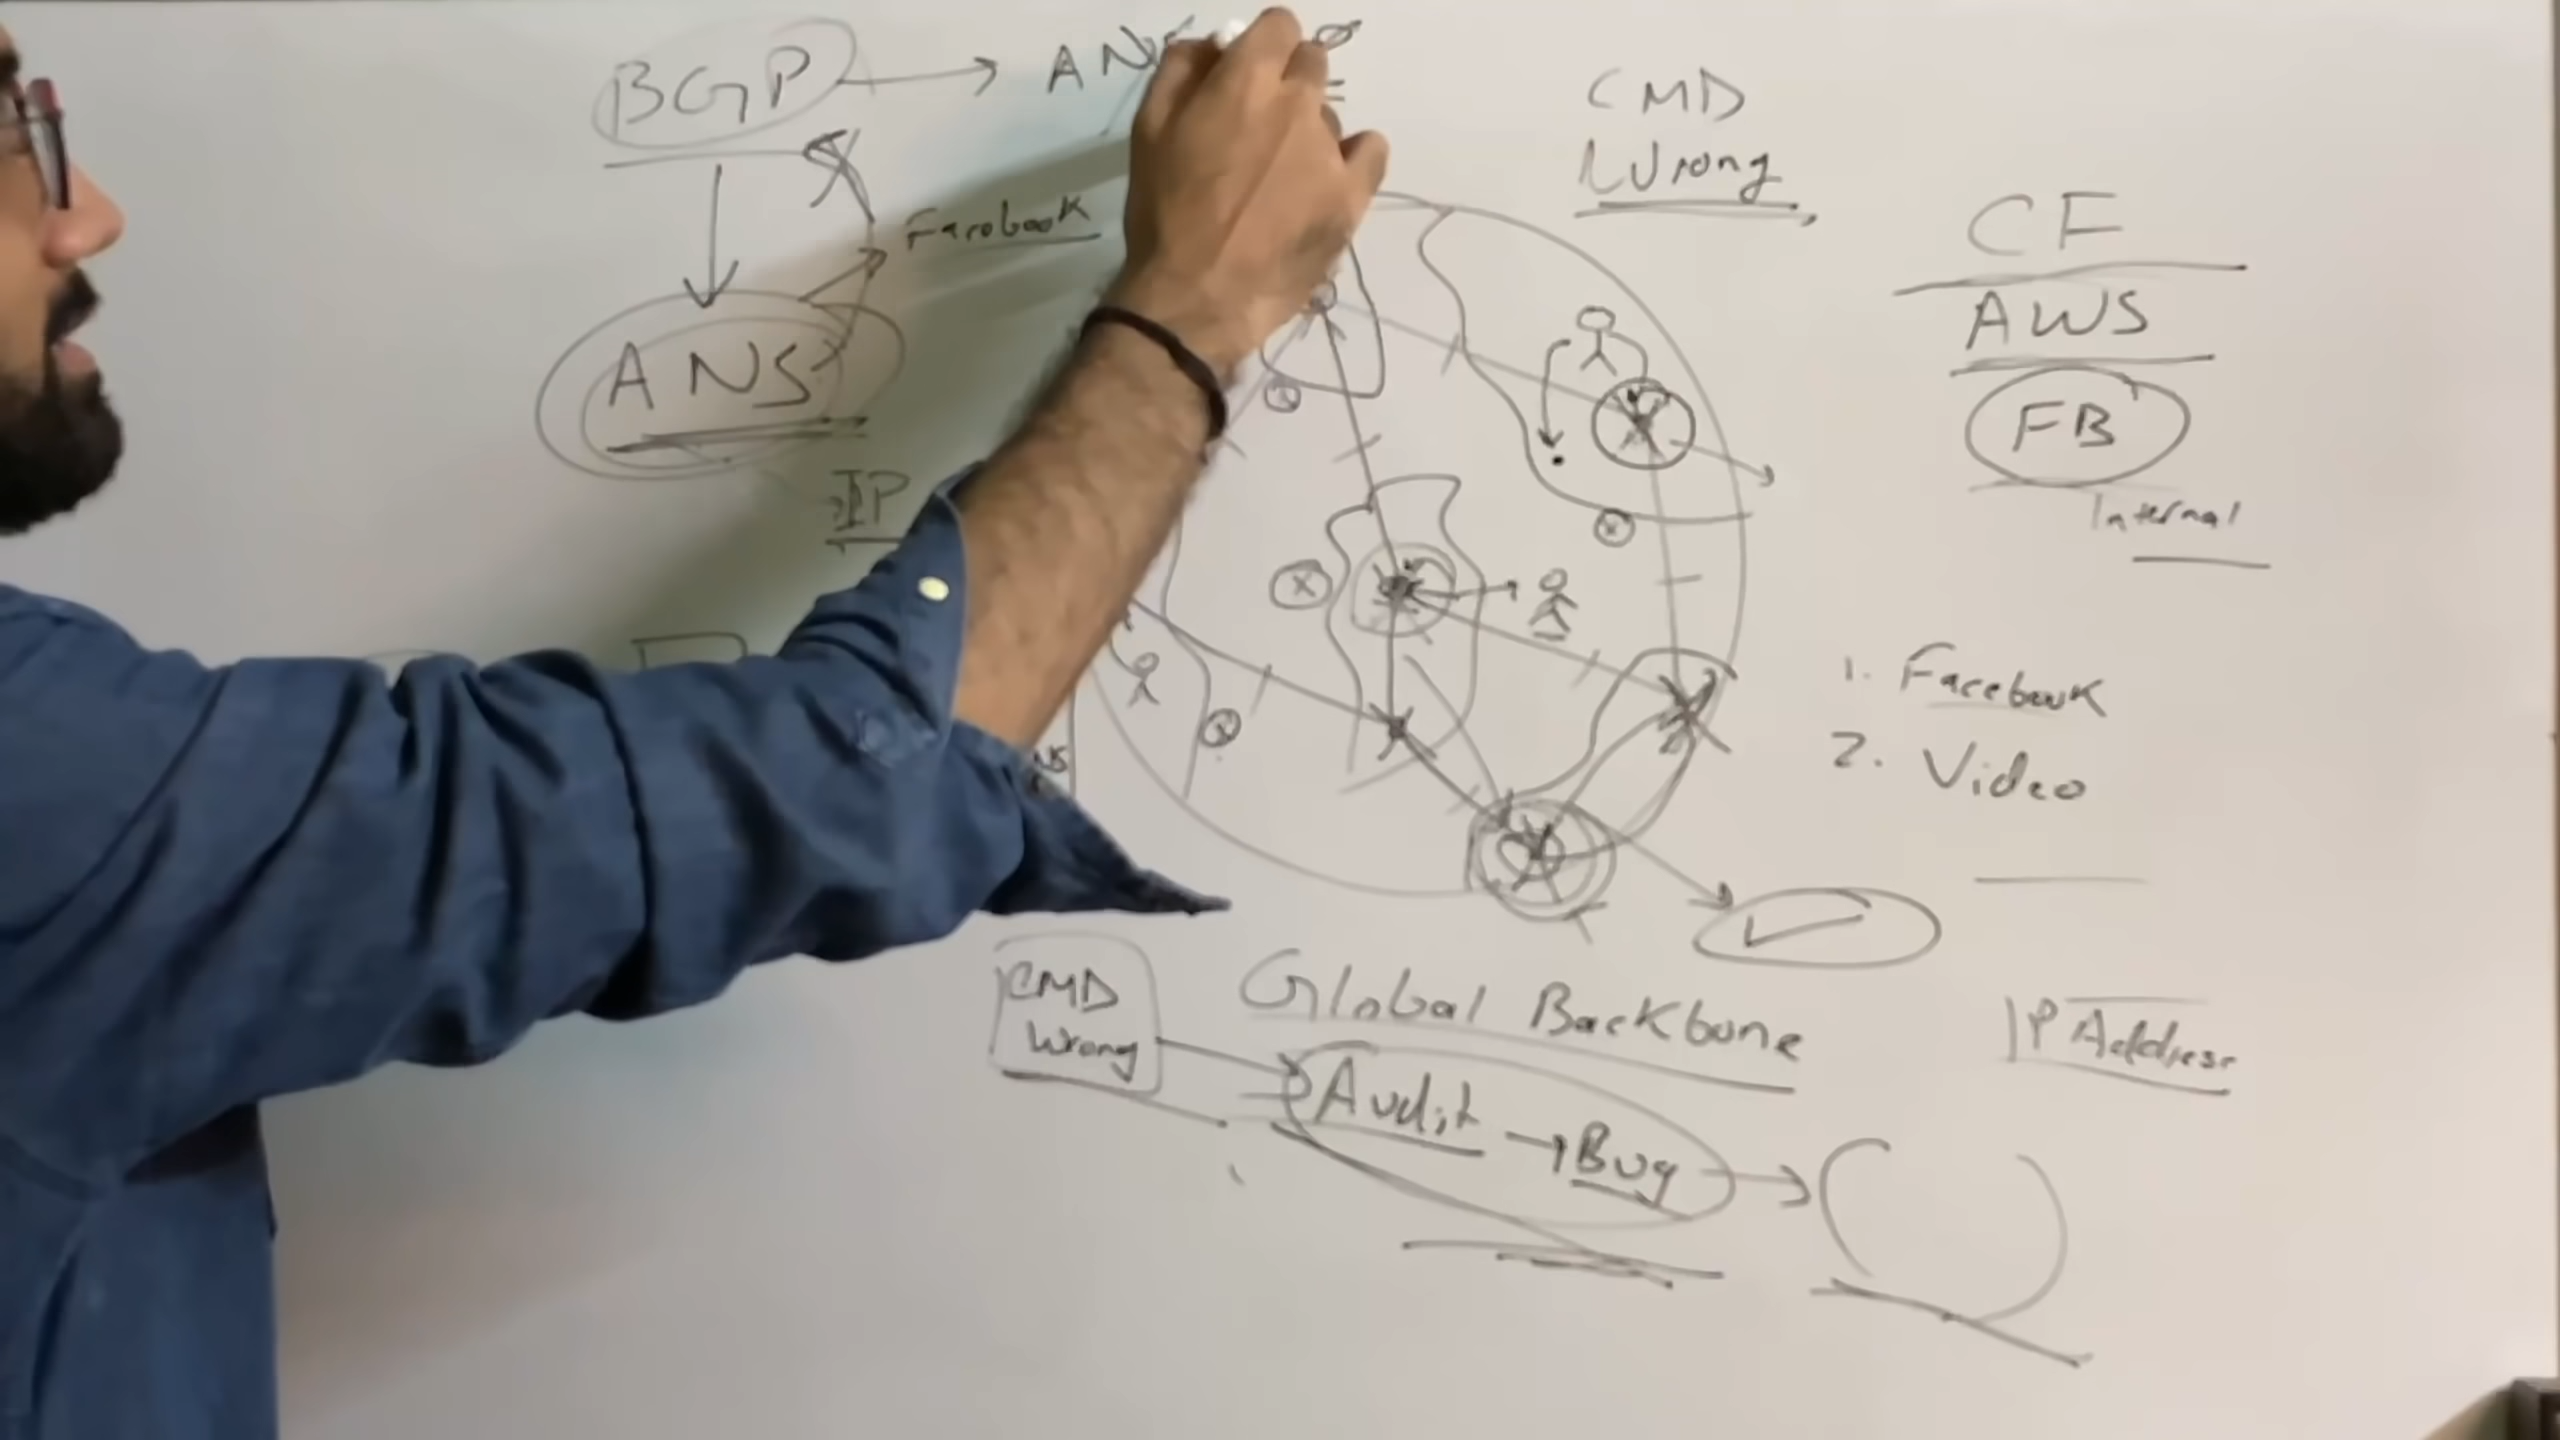 BGP
CMD
Wrong
CF
Facebook
AWS
ANS
FB
IP
Internal
1. Facebook
2. Video
CMD
Wrong
Global Backbone
IP Address
Audit → Bug